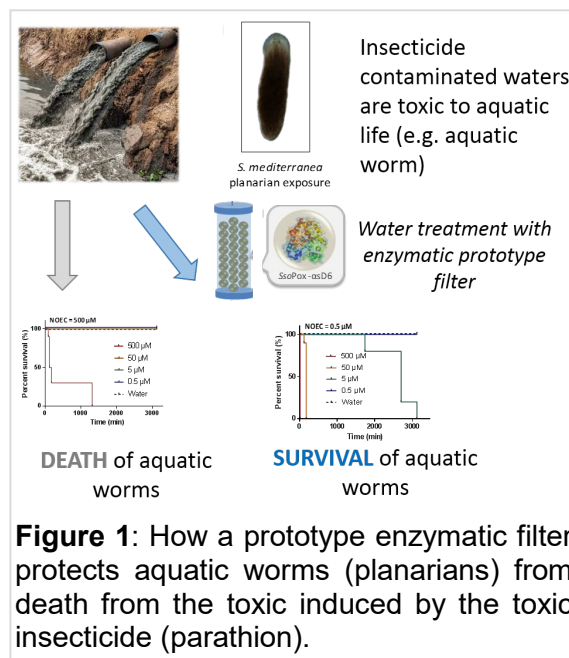 Insecticide
contaminated waters
are toxic to aquatic
life (e.g. aquatic
worm)
S. mediterranea
planarian exposure
Water treatment with
enzymatic prototype
filter
SsoPox-αsD6
NOEC = 500 µM
Percent survival (%)
100
50
0
500 µM
50 µM
5 µM
0.5 µM
Water
0
1000
2000
3000
Time (min)
NOEC = 0.5 µM
Percent survival (%)
100
50
0
500 µM
50 µM
5 µM
0.5 µM
Water
0
1000
2000
3000
Time (min)
DEATH of aquatic
worms
SURVIVAL of aquatic
worms
Figure 1: How a prototype enzymatic filter
protects aquatic worms (planarians) from
death from the toxic induced by the toxic
insecticide (parathion).